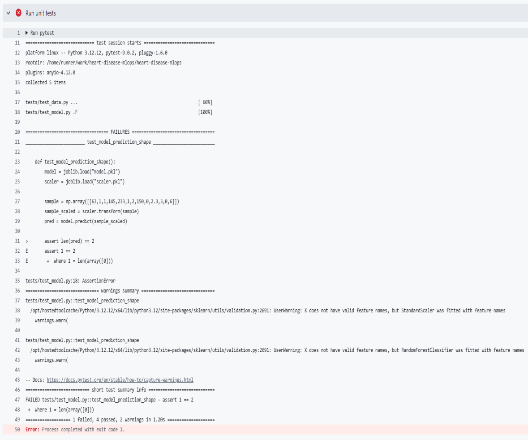 Run unit tests
1 ▶ Run pytest
11 ============================= test session starts ==============================
12 platform linux -- Python 3.12.12, pytest-9.0.2, pluggy-1.6.0
13 rootdir: /home/runner/work/heart-disease-mlops/heart-disease-mlops
14 plugins: anyio-4.12.0
15 collected 5 items
16
17 tests/test_data.py ... [ 60%]
18 tests/test_model.py .F [100%]
19
20 =================================== FAILURES ===================================
21 _________________________ test_model_prediction_shape __________________________
22
23 def test_model_prediction_shape():
24 model = joblib.load("model.pkl")
25 scaler = joblib.load("scaler.pkl")
26
27 sample = np.array([[63,1,1,145,233,1,2,150,0,2.3,3,0,6]])
28 sample_scaled = scaler.transform(sample)
29 pred = model.predict(sample_scaled)
30
31 > assert len(pred) == 2
32 E assert 1 == 2
33 E + where 1 = len(array([0]))
34
35 tests/test_model.py:18: AssertionError
36 =============================== warnings summary ===============================
37 tests/test_model.py::test_model_prediction_shape
38 /opt/hostedtoolcache/Python/3.12.12/x64/lib/python3.12/site-packages/sklearn/utils/validation.py:2691: UserWarning: X does not have valid feature names, but StandardScaler was fitted with feature names
39 warnings.warn(
40
41 tests/test_model.py::test_model_prediction_shape
42 /opt/hostedtoolcache/Python/3.12.12/x64/lib/python3.12/site-packages/sklearn/utils/validation.py:2691: UserWarning: X does not have valid feature names, but RandomForestClassifier was fitted with feature names
43 warnings.warn(
44
45 -- Docs: https://docs.pytest.org/en/stable/how-to/capture-warnings.html
46 =========================== short test summary info ============================
47 FAILED tests/test_model.py::test_model_prediction_shape - assert 1 == 2
48 + where 1 = len(array([0]))
49 =================== 1 failed, 4 passed, 2 warnings in 1.20s ====================
50 Error: Process completed with exit code 1.